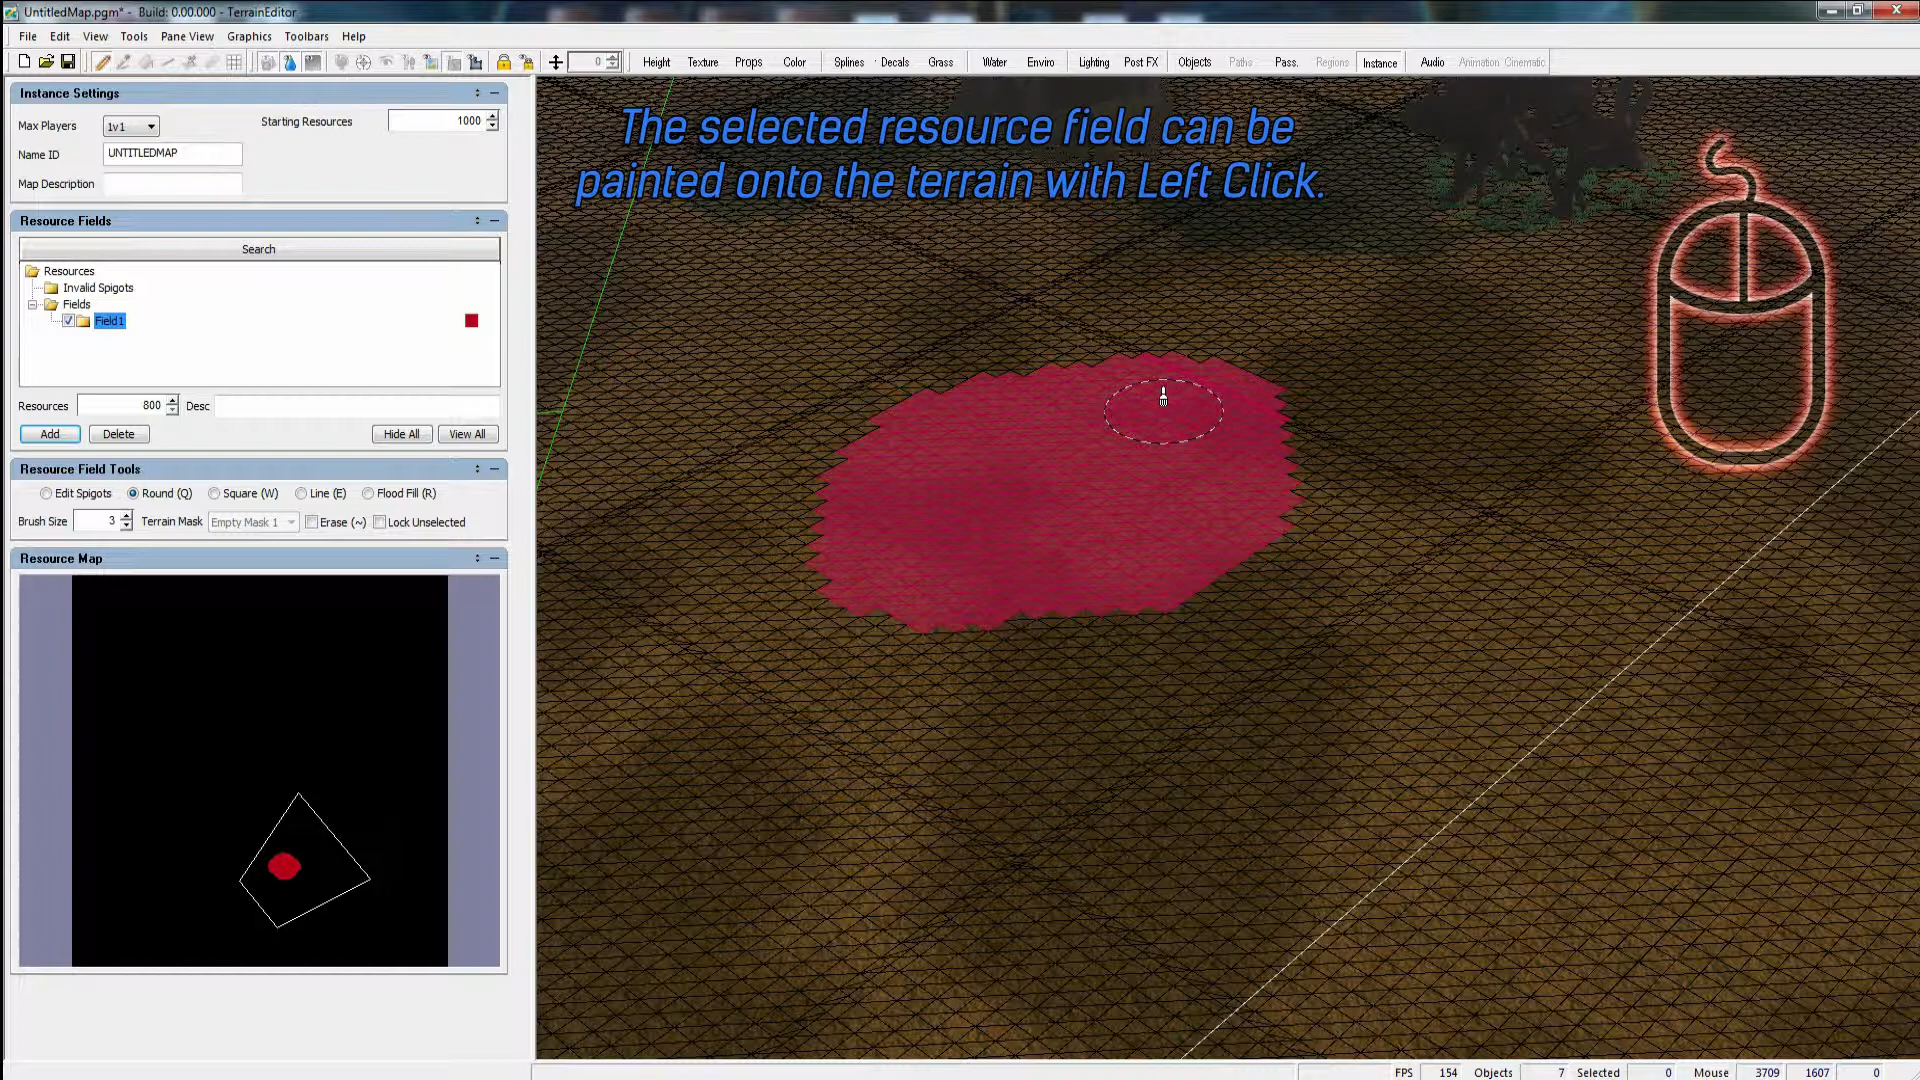 UntitledMap.pgm* - Build: 0.00.000 - TerrainEditor
File Edit View Tools Pane View Graphics Toolbars Help
0 Height Texture Props Color Splines Decals Grass Water Enviro Lighting Post FX Objects Paths Pass. Regions Instance Audio Animation Cinematic
Instance Settings
Max Players 1v1 Starting Resources 1000
Name ID UNTITLEDMAP
Map Description
The selected resource field can be
painted onto the terrain with Left Click.
Resource Fields
Search
Resources
Invalid Spigots
Fields
Field1
Resources 800 Desc
Add Delete Hide All View All
Resource Field Tools
Edit Spigots Round (Q) Square (W) Line (E) Flood Fill (R)
Brush Size 3 Terrain Mask Empty Mask 1 Erase (~) Lock Unselected
Resource Map
FPS 154 Objects 7 Selected 0 Mouse 3709 1607 0